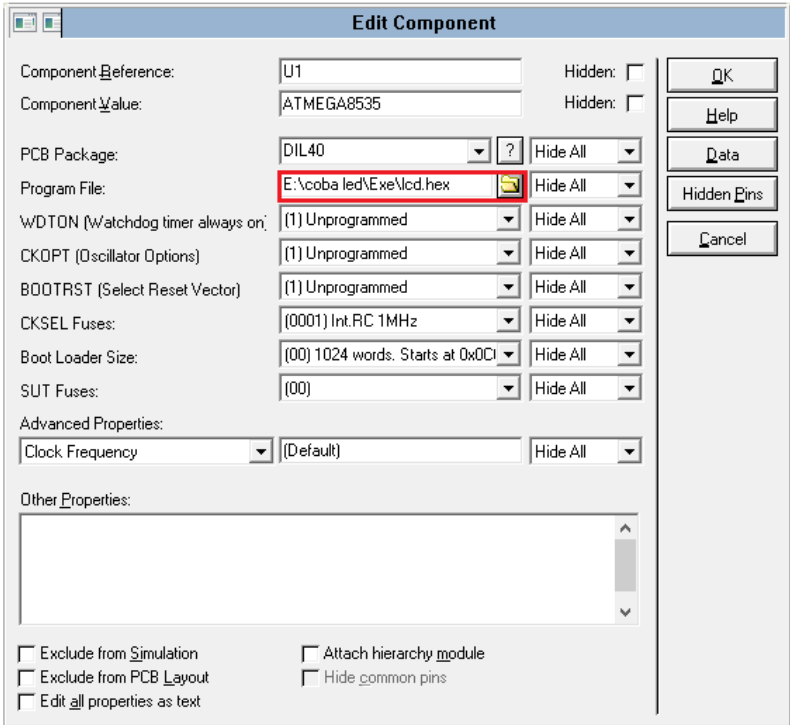 Edit Component
Component Reference: U1 Hidden:
Component Value: ATMEGA8535 Hidden:
PCB Package: DIL40 ? Hide All
Program File: E:\coba led\Exe\lcd.hex Hide All
WDTON (Watchdog timer always on) (1) Unprogrammed Hide All
CKOPT (Oscillator Options) (1) Unprogrammed Hide All
BOOTRST (Select Reset Vector) (1) Unprogrammed Hide All
CKSEL Fuses: (0001) Int.RC 1MHz Hide All
Boot Loader Size: (00) 1024 words. Starts at Hide All
SUT Fuses: (00) Hide All
Advanced Properties:
Clock Frequency (Default) Hide All
Other Properties:
Exclude from Simulation Attach hierarchy module
Exclude from PCB Layout Hide common pins
Edit all properties as text
OK
Help
Data
Hidden Pins
Cancel